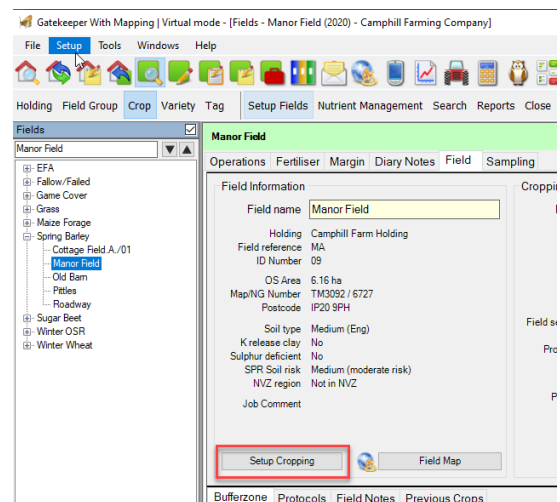 Gatekeeper With Mapping | Virtual mode - [Fields - Manor Field (2020) - Camphill Farming Company]
File Setup Tools Windows Help
Holding Field Group Crop Variety Tag Setup Fields Nutrient Management Search Reports Close
Fields
Manor Field
EFA
Fallow/Failed
Game Cover
Grass
Maize Forage
Spring Barley
Cottage Field.A./01
Manor Field
Old Barn
Pittles
Roadway
Sugar Beet
Winter OSR
Winter Wheat
Manor Field
Operations Fertiliser Margin Diary Notes Field Sampling
Field Information
Field name Manor Field
Holding Camphill Farm Holding
Field reference MA
ID Number 09
OS Area 6.16 ha
Map/NG Number TM3092 / 6727
Postcode IP20 9PH
Soil type Medium (Eng)
K release clay No
Sulphur deficient No
SPR Soil risk Medium (moderate risk)
NVZ region Not in NVZ
Job Comment
Setup Cropping Field Map
Croppi
Field se
Pro
P
Bufferzone Protocols Field Notes Previous Crops